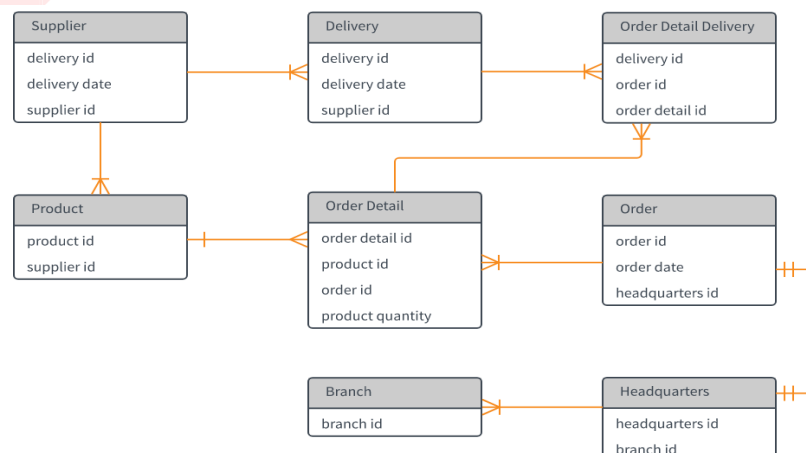 Supplier
delivery id
delivery date
supplier id
Delivery
delivery id
delivery date
supplier id
Order Detail Delivery
delivery id
order id
order detail id
Product
product id
supplier id
Order Detail
order detail id
product id
order id
product quantity
Order
order id
order date
headquarters id
Branch
branch id
Headquarters
headquarters id
branch id